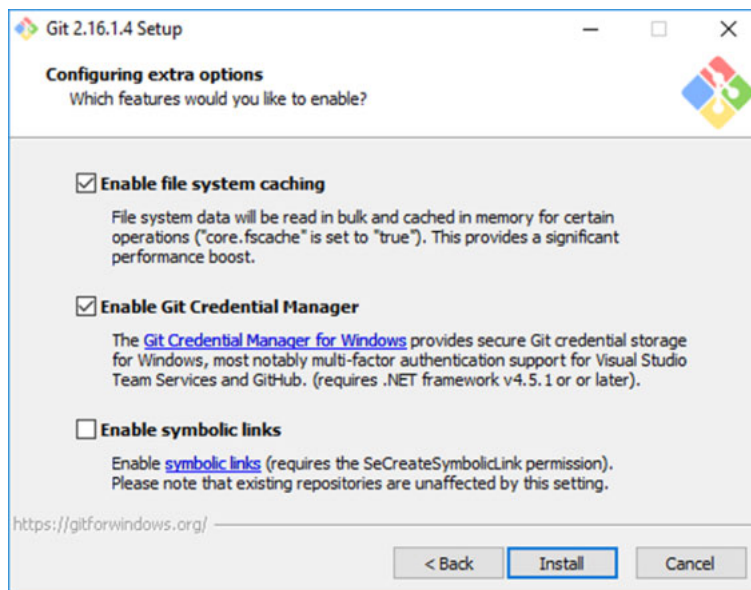 Git 2.16.1.4 Setup
Configuring extra options
Which features would you like to enable?
Enable file system caching
File system data will be read in bulk and cached in memory for certain
operations ("core.fscache" is set to "true"). This provides a significant
performance boost.
Enable Git Credential Manager
The Git Credential Manager for Windows provides secure Git credential storage
for Windows, most notably multi-factor authentication support for Visual Studio
Team Services and GitHub. (requires .NET framework v4.5.1 or or later).
Enable symbolic links
Enable symbolic links (requires the SeCreateSymbolicLink permission).
Please note that existing repositories are unaffected by this setting.
https://gitforwindows.org/
< Back Install Cancel